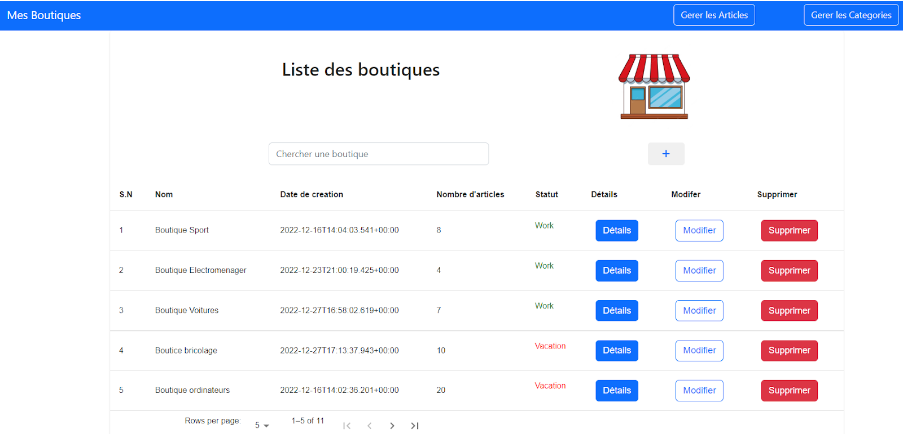 Mes Boutiques Gerer les Articles Gerer les Categories
Liste des boutiques
Chercher une boutique +
S.N Nom Date de creation Nombre d'articles Statut Détails Modifer Supprimer
1 Boutique Sport 2022-12-16T14:04:03.541+00:00 8 Work Détails Modifier Supprimer
2 Boutique Electromenager 2022-12-23T21:00:19.425+00:00 4 Work Détails Modifier Supprimer
3 Boutique Voitures 2022-12-27T16:58:02.619+00:00 7 Work Détails Modifier Supprimer
4 Boutice bricolage 2022-12-27T17:13:37.943+00:00 10 Vacation Détails Modifier Supprimer
5 Boutique ordinateurs 2022-12-16T14:02:36.201+00:00 20 Vacation Détails Modifier Supprimer
Rows per page: 5 1–5 of 11